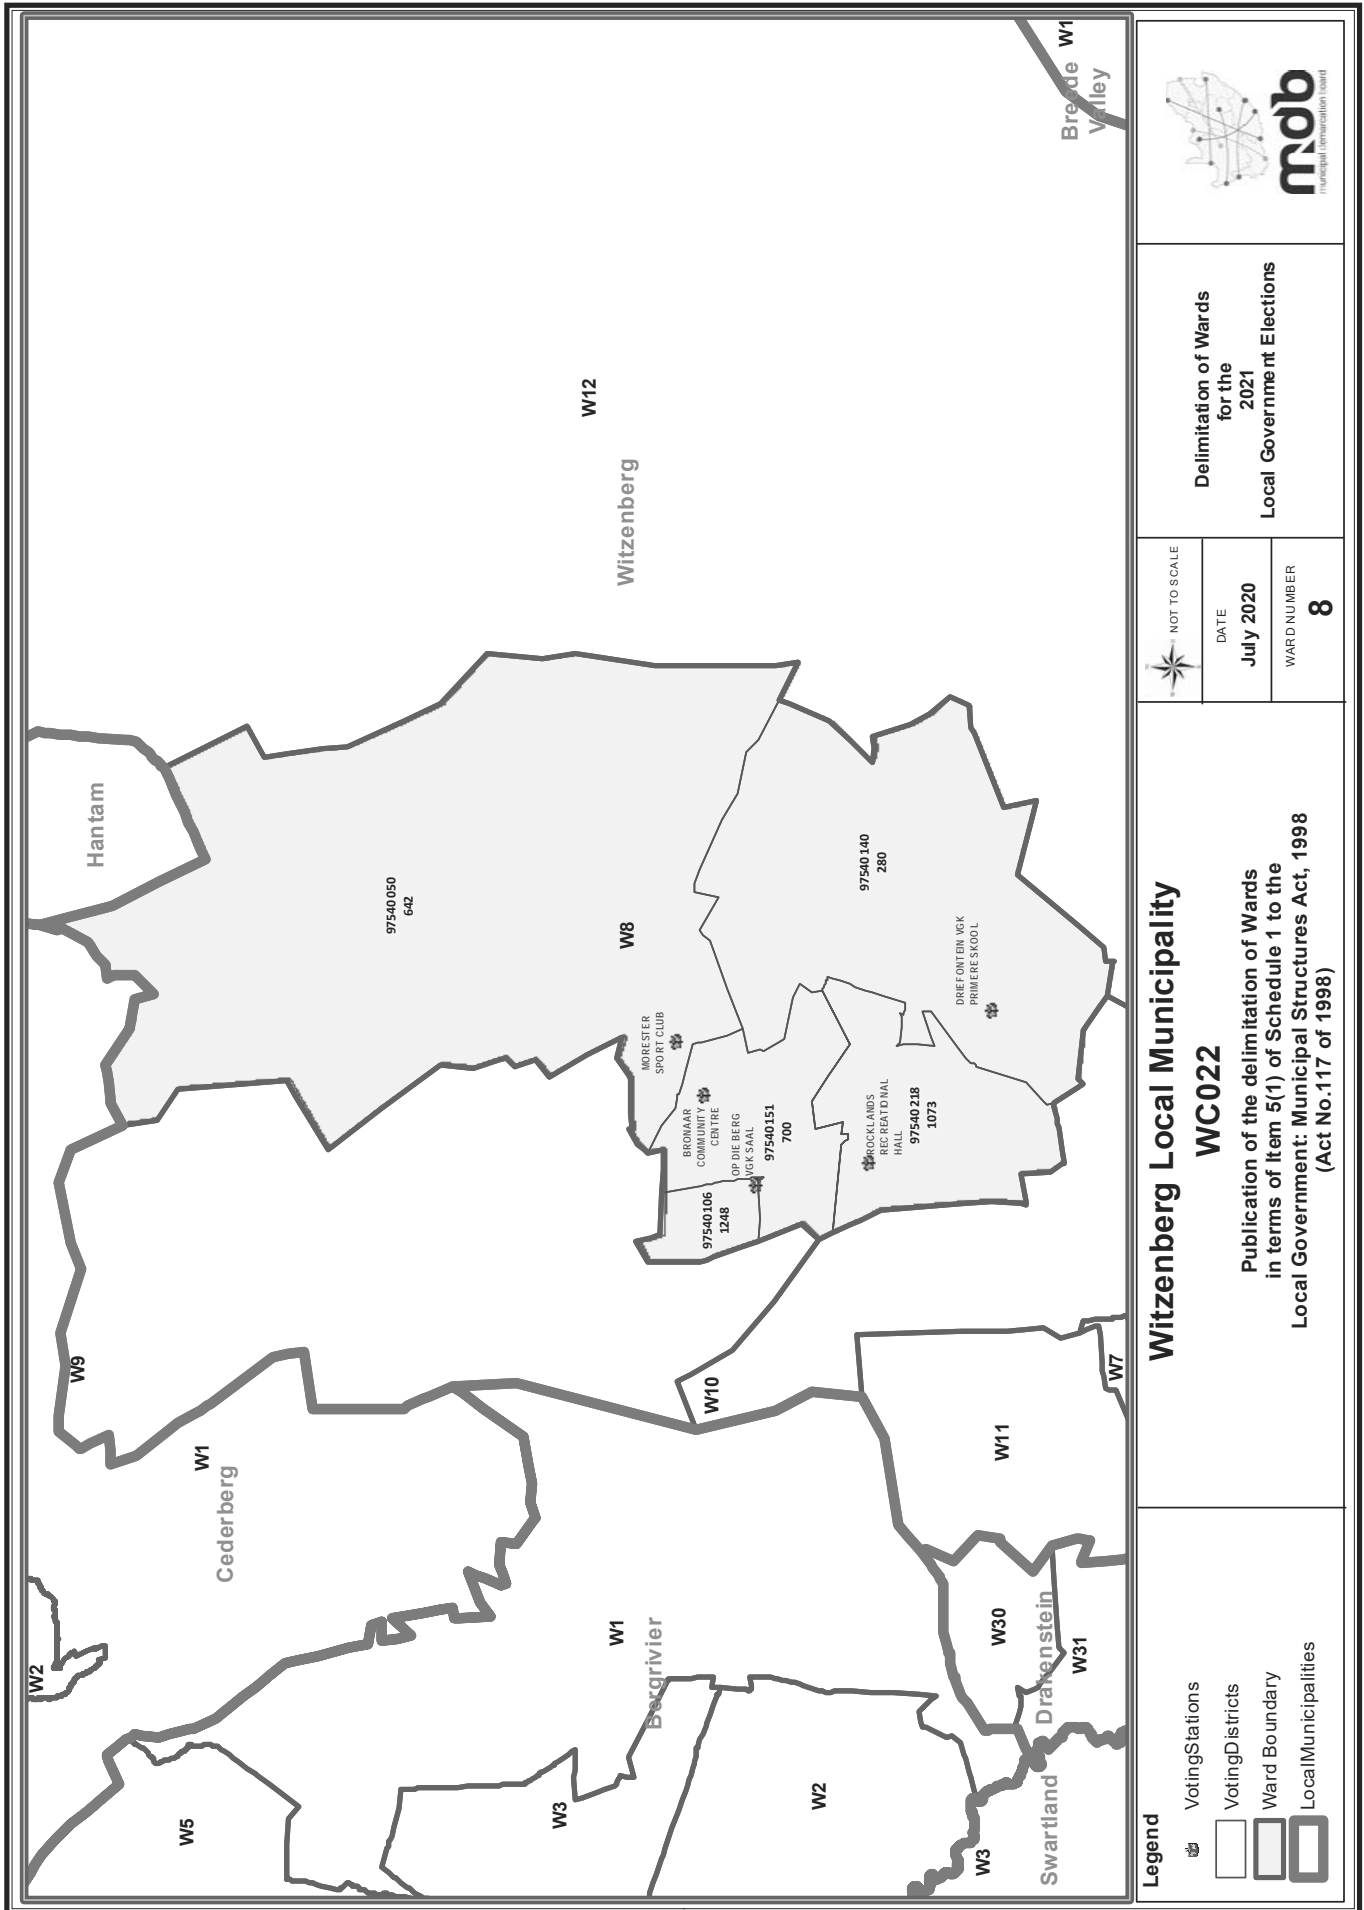 Hantam
Cederberg
Witzenberg
Bergrivier
Drakenstein
Swartland
Breede
Valley
W1
W12
W9
W1
W2
W5
W3
W1
W2
W3
W10
W11
W7
W30
W31
W8
97540050
642
97540140
280
MORESTER
SPORT CLUB
BRONAAR
COMMUNITY
CENTRE
OP DIE BERG
VGK SAAL
97540151
700
97540106
1248
ROCKLANDS
RECREATIONAL
HALL
97540218
1073
DRIEFONTEIN VGK
PRIMERE SKOOL
Legend
VotingStations
VotingDistricts
Ward Boundary
LocalMunicipalities
Witzenberg Local Municipality
WC022
Publication of the delimitation of Wards
in terms of Item 5(1) of Schedule 1 to the
Local Government: Municipal Structures Act, 1998
(Act No.117 of 1998)
NOT TO SCALE
DATE
July 2020
WARD NUMBER
8
Delimitation of Wards
for the
2021
Local Government Elections
mdb
municipal demarcation board